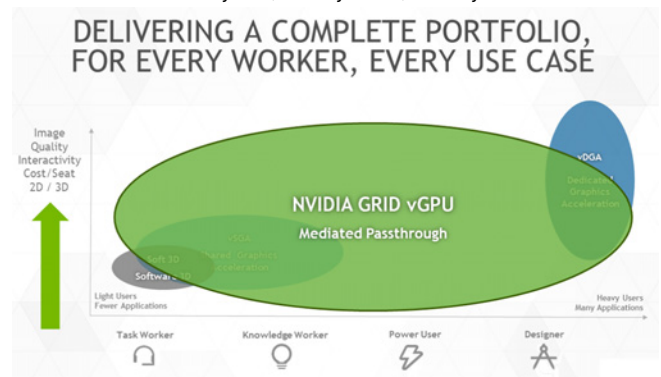 DELIVERING A COMPLETE PORTFOLIO,
FOR EVERY WORKER, EVERY USE CASE
Image
Quality
Interactivity
Cost/Seat
2D / 3D
vDGA
Dedicated
Graphics
Acceleration
NVIDIA GRID vGPU
Mediated Passthrough
vSGA
Shared Graphics
Acceleration
Soft 3D
Software 3D
Light Users
Fewer Applications
Heavy Users
Many Applications
Task Worker
Knowledge Worker
Power User
Designer